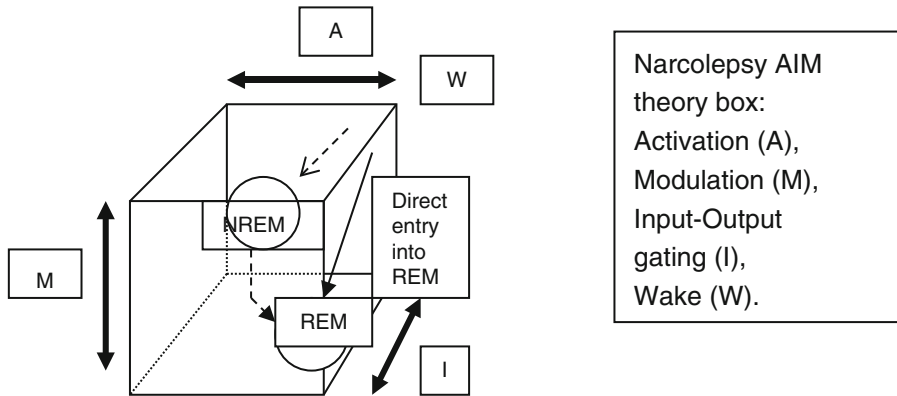 A
W
NREM
Direct
entry
into
REM
M
REM
I
Narcolepsy AIM
theory box:
Activation (A),
Modulation (M),
Input-Output
gating (I),
Wake (W).